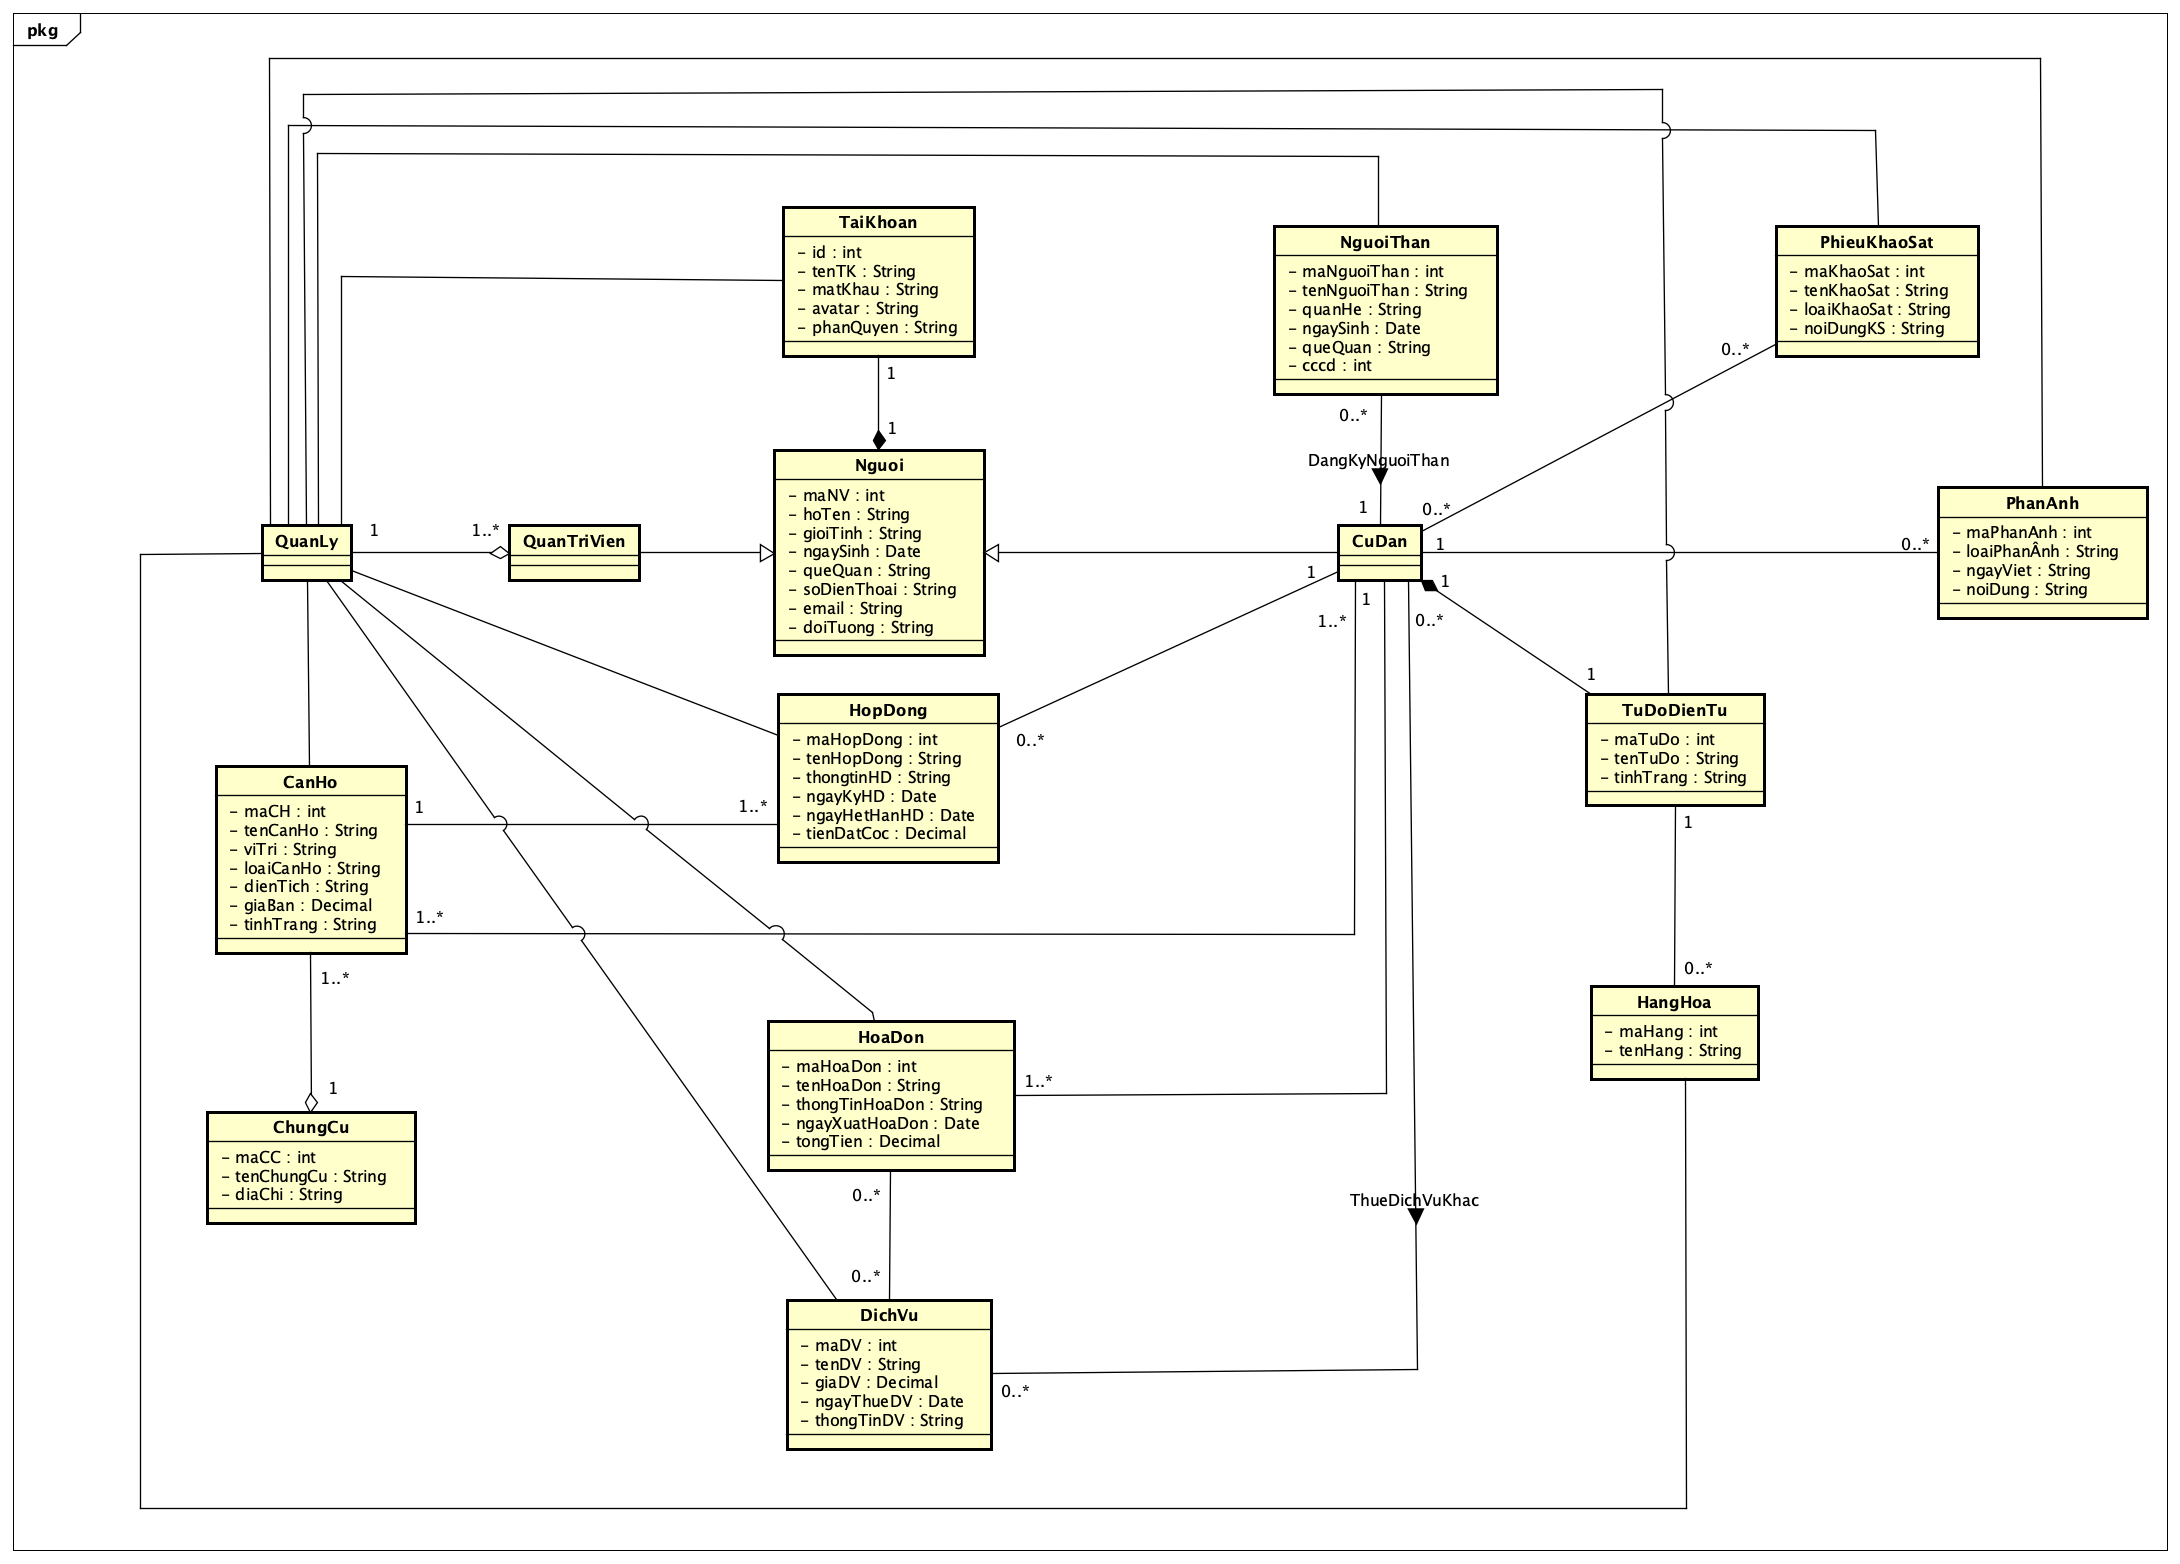 pkg
TaiKhoan
- id : int
- tenTK : String
- matKhau : String
- avatar : String
- phanQuyen : String
NguoiThan
- maNguoiThan : int
- tenNguoiThan : String
- quanHe : String
- ngaySinh : Date
- queQuan : String
- cccd : int
PhieuKhaoSat
- maKhaoSat : int
- tenKhaoSat : String
- loaiKhaoSat : String
- noiDungKS : String
0..*
1
1
0..*
DangKyNguoiThan
1
0..*
Nguoi
- maNV : int
- hoTen : String
- gioiTinh : String
- ngaySinh : Date
- queQuan : String
- soDienThoai : String
- email : String
- doiTuong : String
QuanLy
1
1..*
QuanTriVien
CuDan
1
0..*
PhanAnh
- maPhanAnh : int
- loaiPhanÂnh : String
- ngayViet : String
- noiDung : String
1
1
1..*
1
0..*
1
HopDong
- maHopDong : int
- tenHopDong : String
- thongtinHD : String
- ngayKyHD : Date
- ngayHetHanHD : Date
- tienDatCoc : Decimal
0..*
TuDoDienTu
- maTuDo : int
- tenTuDo : String
- tinhTrang : String
1
CanHo
- maCH : int
- tenCanHo : String
- viTri : String
- loaiCanHo : String
- dienTich : String
- giaBan : Decimal
- tinhTrang : String
1
1..*
1..*
1..*
1
0..*
HangHoa
- maHang : int
- tenHang : String
ChungCu
- maCC : int
- tenChungCu : String
- diaChi : String
HoaDon
- maHoaDon : int
- tenHoaDon : String
- thongTinHoaDon : String
- ngayXuatHoaDon : Date
- tongTien : Decimal
1..*
0..*
ThueDichVuKhac
0..*
DichVu
- maDV : int
- tenDV : String
- giaDV : Decimal
- ngayThueDV : Date
- thongTinDV : String
0..*